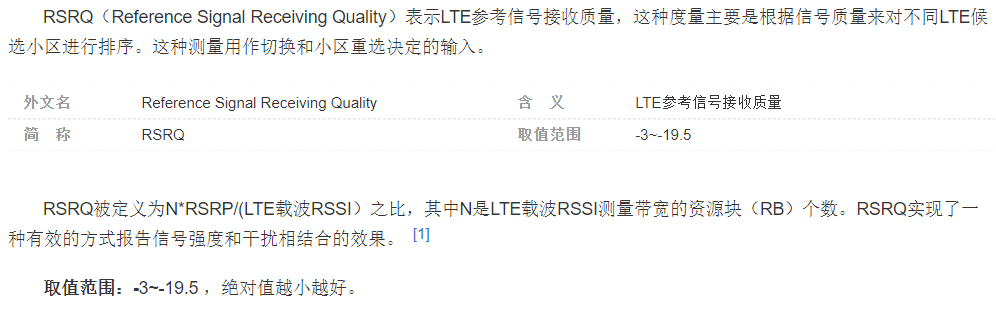 RSRQ（Reference Signal Receiving Quality）表示LTE参考信号接收质量，这种度量主要是根据信号质量来对不同LTE候
选小区进行排序。这种测量用作切换和小区重选决定的输入。
外文名 Reference Signal Receiving Quality 含 义 LTE参考信号接收质量
简 称 RSRQ 取值范围 -3~-19.5
RSRQ被定义为N*RSRP/(LTE载波RSSI）之比，其中N是LTE载波RSSI测量带宽的资源块（RB）个数。RSRQ实现了一
种有效的方式报告信号强度和干扰相结合的效果。 [1]
取值范围：-3~-19.5 ，绝对值越小越好。